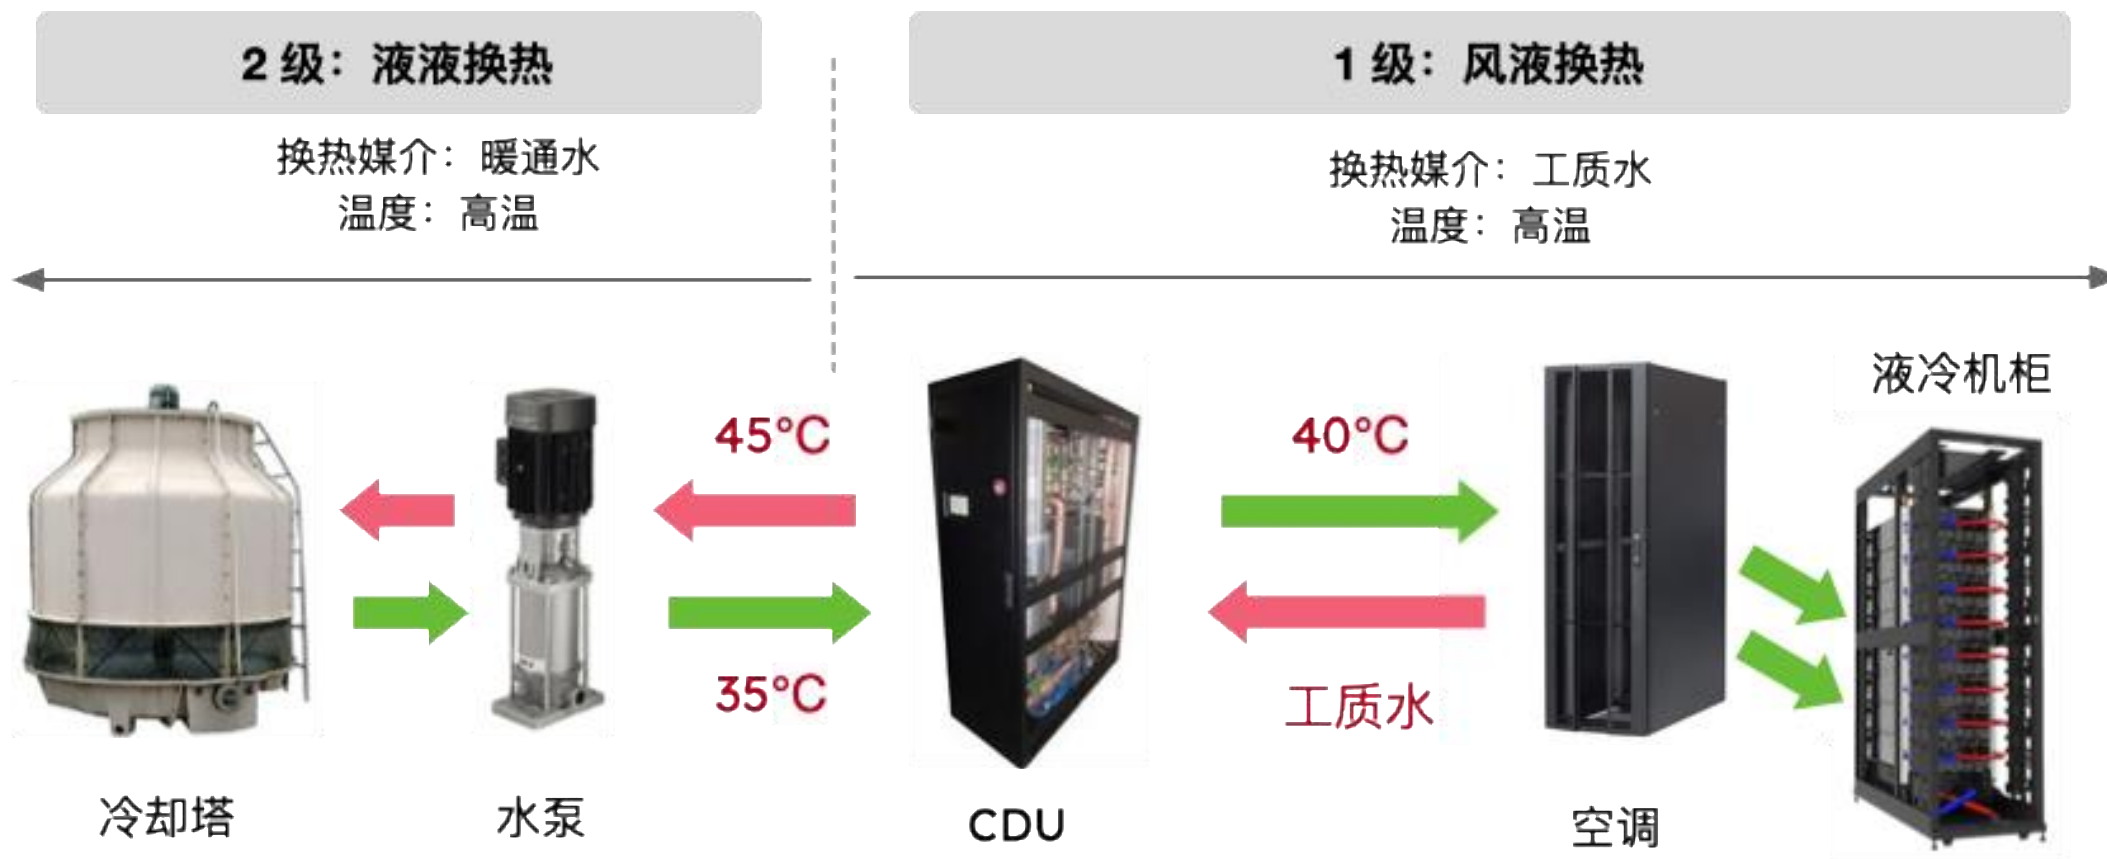 2 级：液液换热
换热媒介：暖通水
温度：高温
1 级：风液换热
换热媒介：工质水
温度：高温
液冷机柜
45°C
40°C
35°C
工质水
冷却塔
水泵
CDU
空调